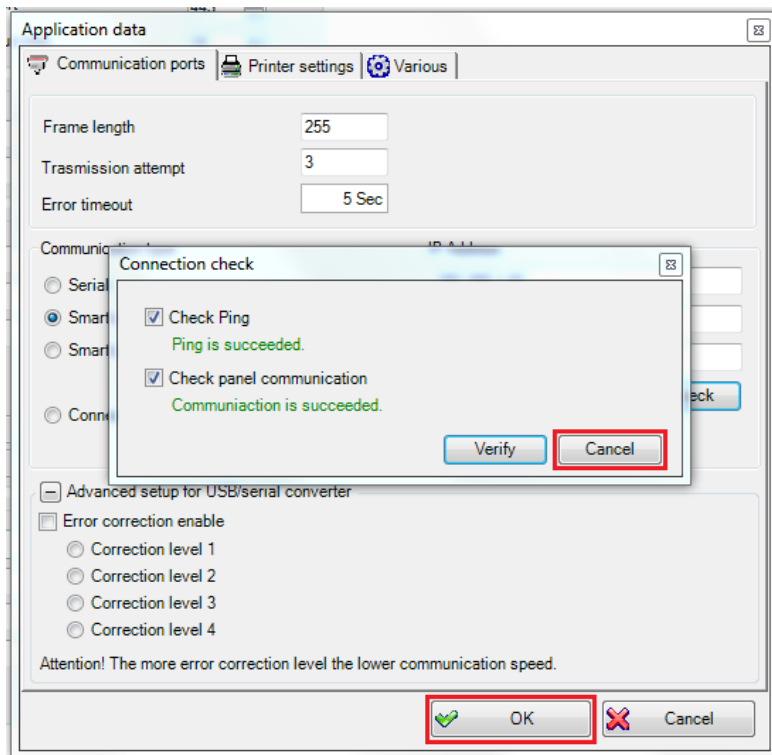 Application data
Communication ports
Printer settings
Various
Frame length
255
Trasmission attempt
3
Error timeout
5 Sec
Connection check
Serial
Smart
Check Ping
Ping is succeeded.
Smart
Check panel communication
Communiaction is succeeded.
Verify
Cancel
Advanced setup for USB/serial converter
Error correction enable
Correction level 1
Correction level 2
Correction level 3
Correction level 4
Attention! The more error correction level the lower communication speed.
OK
Cancel